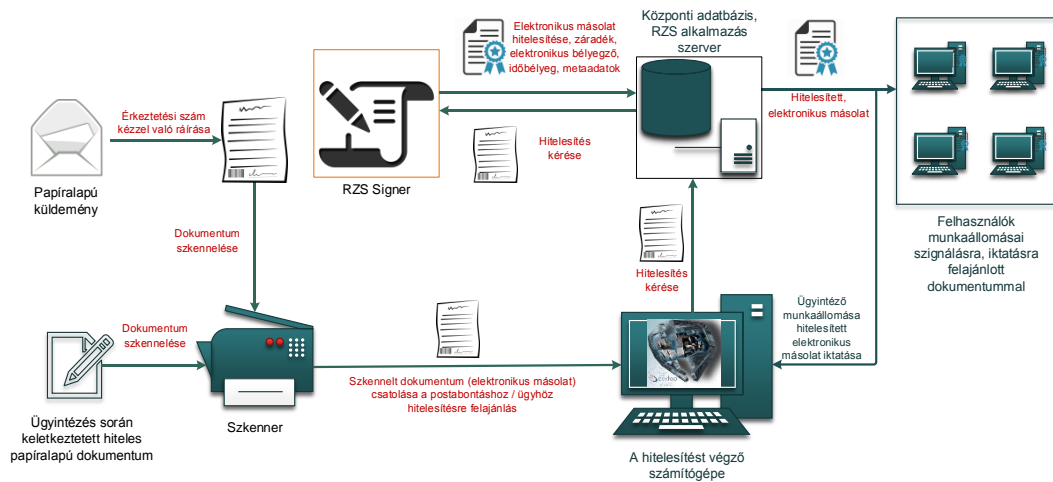 Elektronikus másolat
hitelesítése, záradék,
elektronikus bélyegző,
időbélyeg, metaadatok
Központi adatbázis,
RZS alkalmazás
szerver
Érkeztetési szám
kézzel való ráírása
Hitelesített,
elektronikus másolat
Hitelesítés
kérése
Papíralapú
küldemény
RZS Signer
Felhasználók
munkaállomásai
szignálásra, iktatásra
felajánlott
dokumentummal
Dokumentum
szkennelése
Hitelesítés
kérése
Ügyintéző
munkaállomása
hitelesített
elektronikus
másolat iktatása
Dokumentum
szkennelése
Szkennelt dokumentum (elektronikus másolat)
csatolása a postabontáshoz / ügyhöz
hitelesítésre felajánlás
Ügyintézés során
keletkeztetett hiteles
papíralapú dokumentum
Szkenner
A hitelesítést végző
számítógépe